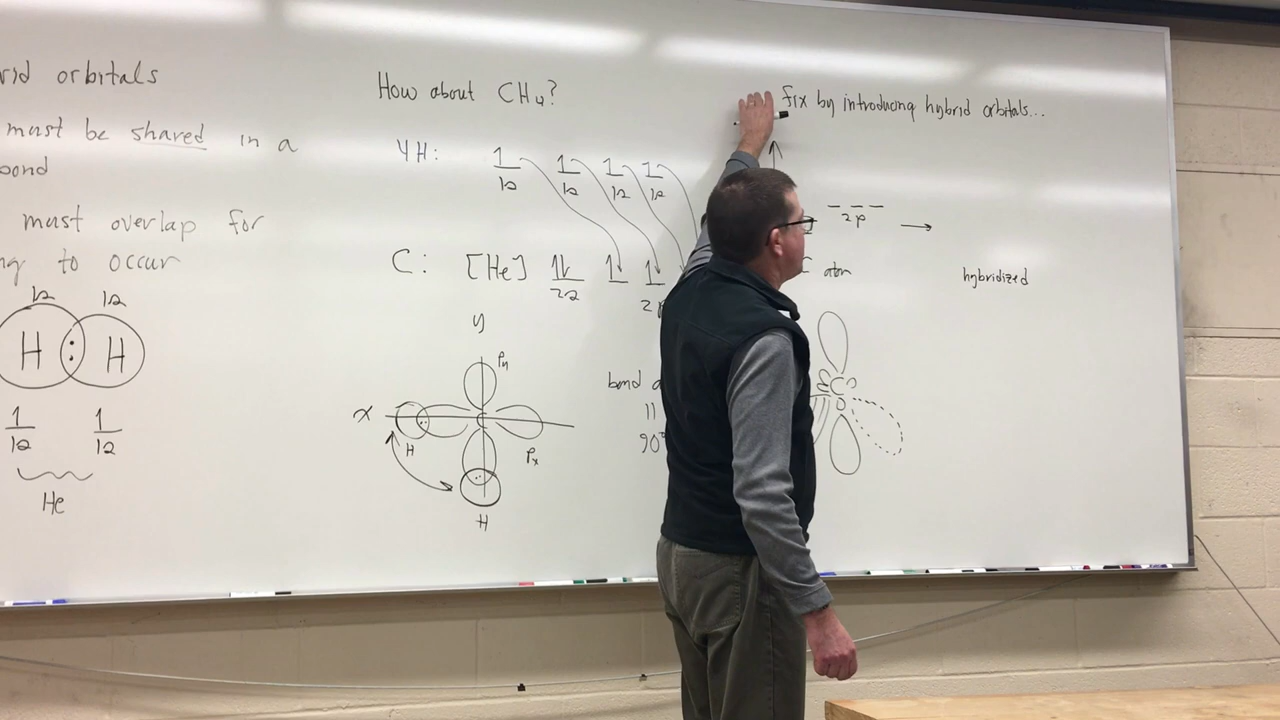 rid orbitals
must be shared in a
bond
must overlap for
to occur
1s 1s
H : H
1 1
1s 1s
He
How about CH4?
4H: 1 1 1 1
1s 1s 1s 1s
C: [He] 1l 1 1
2s 2p
y
Py
x
H
C
Px
H
bond
11
90°
fix by introducing hybrid orbitals...
2p
C atom
hybridized
C